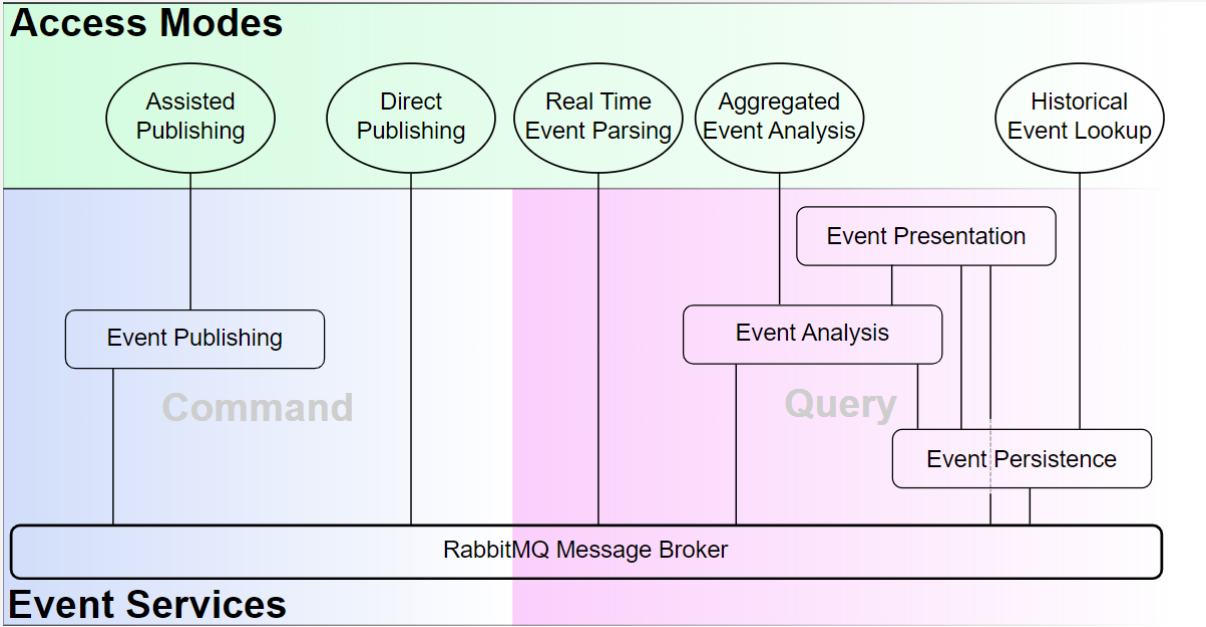 Access Modes
Assisted
Publishing
Direct
Publishing
Real Time
Event Parsing
Aggregated
Event Analysis
Historical
Event Lookup
Event Presentation
Event Publishing
Event Analysis
Command
Query
Event Persistence
RabbitMQ Message Broker
Event Services